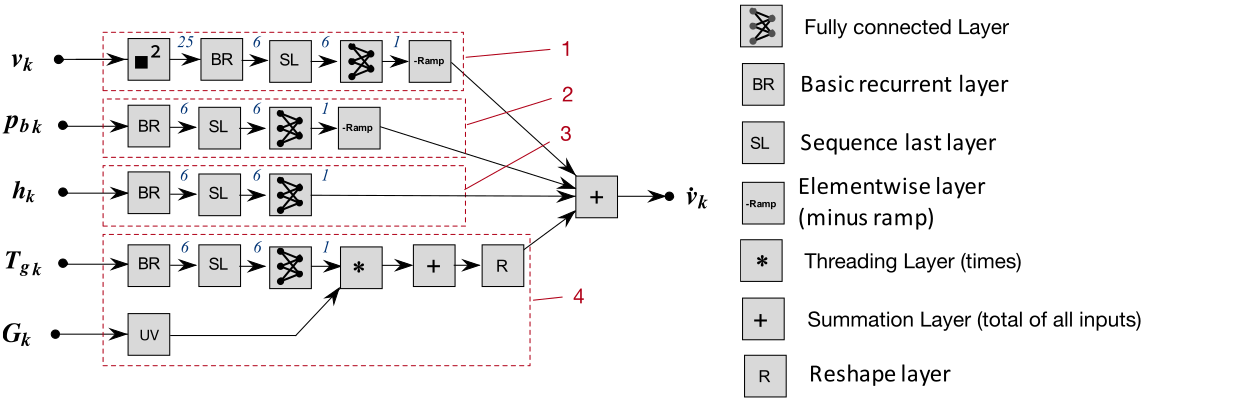 v_k
■² 25 BR 6 SL 6 1 -Ramp
1
p_{b k}
BR 6 SL 6 1 -Ramp
2
h_k
BR 6 SL 6 1
3
+
v̇_k
T_{g k}
BR 6 SL 6 1 * + R
4
G_k
UV
Fully connected Layer
BR Basic recurrent layer
SL Sequence last layer
-Ramp Elementwise layer
(minus ramp)
* Threading Layer (times)
+ Summation Layer (total of all inputs)
R Reshape layer